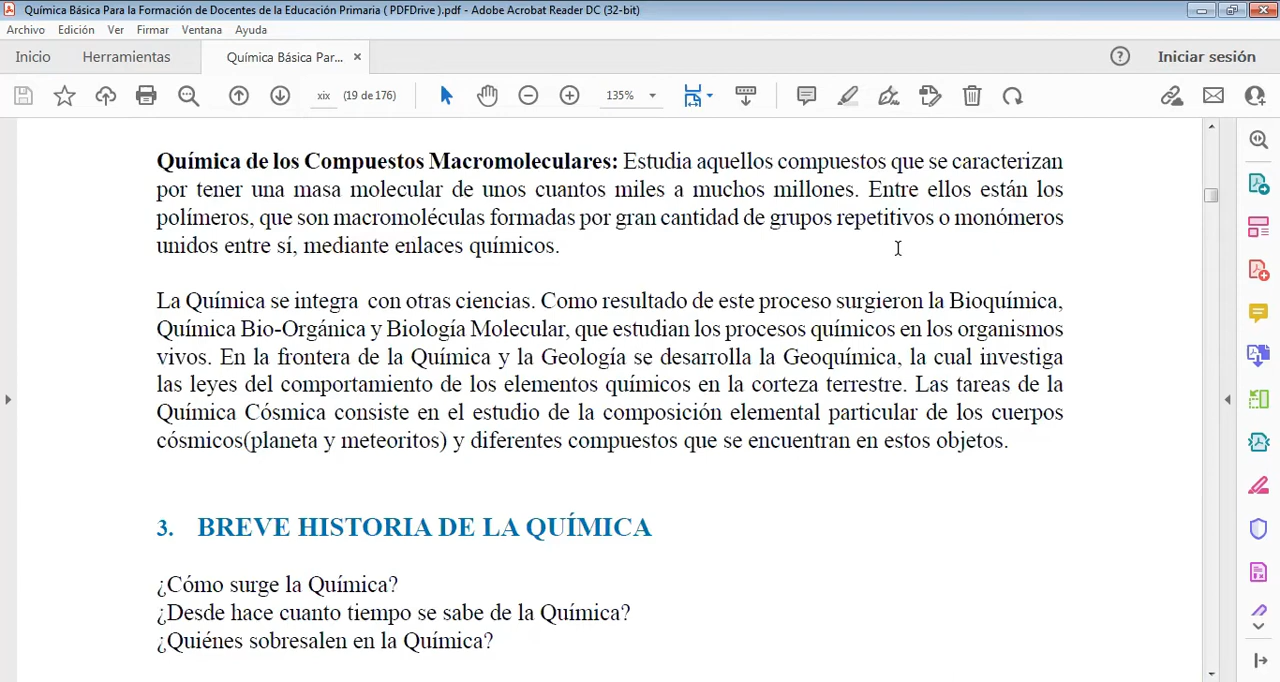 Química Básica Para la Formación de Docentes de la Educación Primaria ( PDFDrive ).pdf - Adobe Acrobat Reader DC (32-bit)
Archivo Edición Ver Firmar Ventana Ayuda
Inicio Herramientas Química Básica Par... × Iniciar sesión
xix (19 de 176) 135%
Química de los Compuestos Macromoleculares: Estudia aquellos compuestos que se caracterizan
por tener una masa molecular de unos cuantos miles a muchos millones. Entre ellos están los
polímeros, que son macromoléculas formadas por gran cantidad de grupos repetitivos o monómeros
unidos entre sí, mediante enlaces químicos.
La Química se integra con otras ciencias. Como resultado de este proceso surgieron la Bioquímica,
Química Bio-Orgánica y Biología Molecular, que estudian los procesos químicos en los organismos
vivos. En la frontera de la Química y la Geología se desarrolla la Geoquímica, la cual investiga
las leyes del comportamiento de los elementos químicos en la corteza terrestre. Las tareas de la
Química Cósmica consiste en el estudio de la composición elemental particular de los cuerpos
cósmicos(planeta y meteoritos) y diferentes compuestos que se encuentran en estos objetos.
3. BREVE HISTORIA DE LA QUÍMICA
¿Cómo surge la Química?
¿Desde hace cuanto tiempo se sabe de la Química?
¿Quiénes sobresalen en la Química?